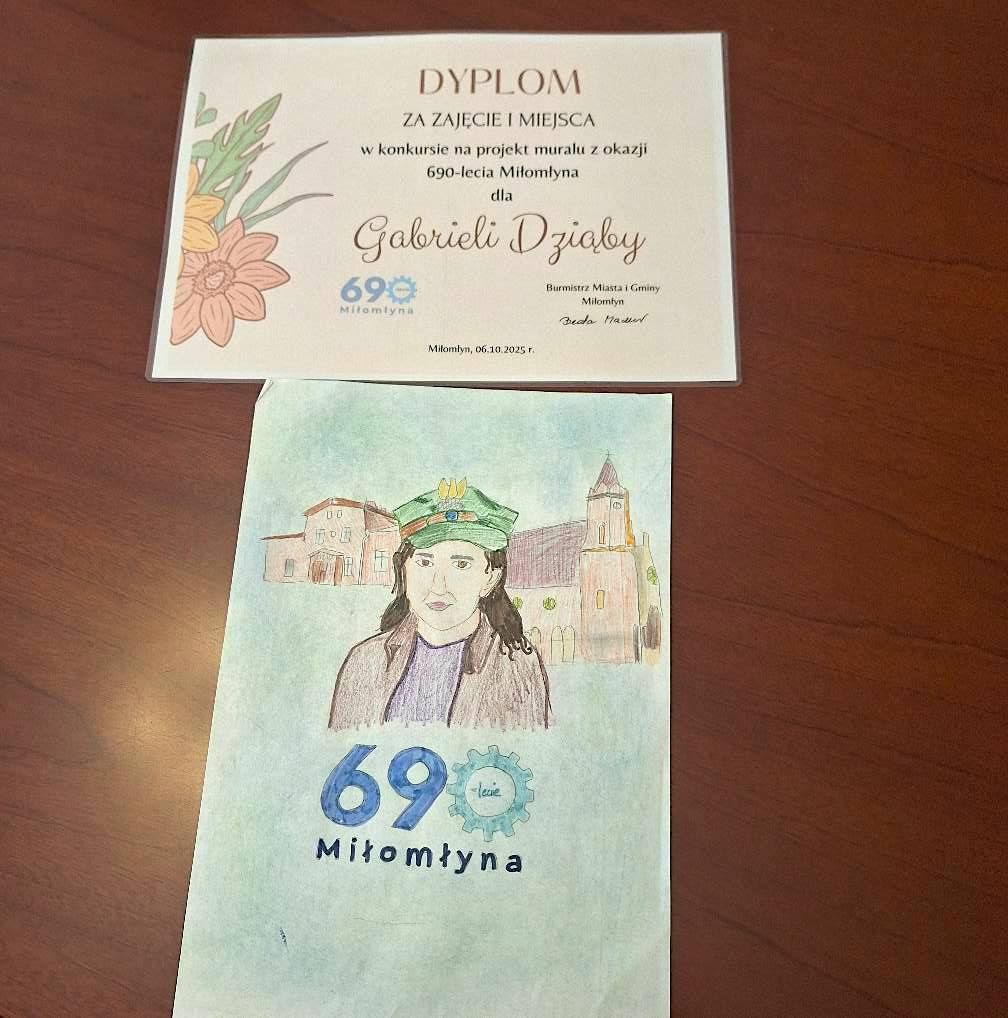 DYPLOM
ZA ZAJĘCIE I MIEJSCA
w konkursie na projekt muralu z okazji
690-lecia Miłomłyna
dla
Gabrieli Dziąby
690
Miłomłyna
Burmistrz Miasta i Gminy
Miłomłyn
Beata
Miłomłyn, 06.10.2025 r.
690
-lecie
Miłomłyna